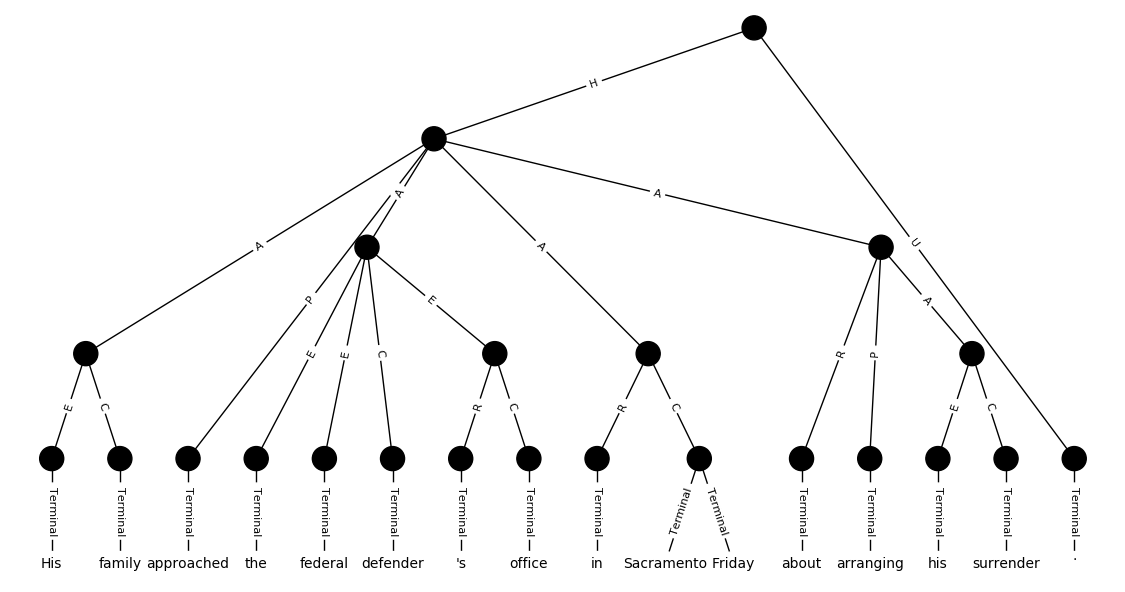 H
A
A
A
U
A
P
E
A
E
E
C
R
P
A
E
C
R
C
R
C
E
C
Terminal Terminal Terminal Terminal Terminal Terminal Terminal Terminal Terminal Terminal Terminal Terminal Terminal Terminal Terminal Terminal
His family approached the federal defender 's office in Sacramento Friday about arranging his surrender .